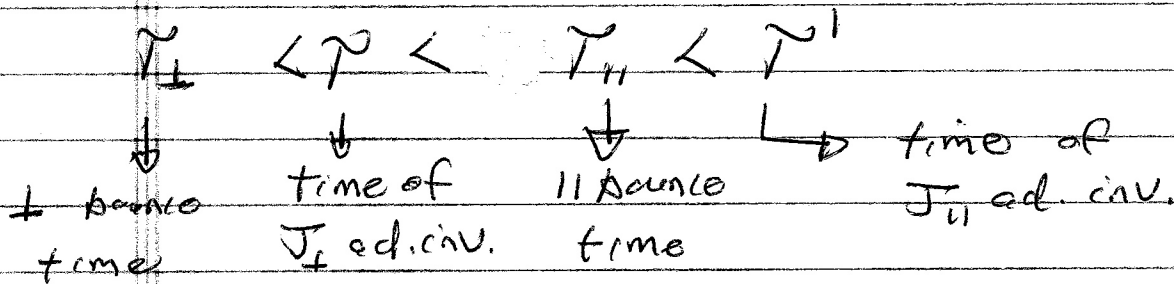 τ⊥ < τ < τ∥ < τ'
⊥ bounce time
time of J⊥ ad. inv.
∥ bounce time
time of J∥ ad. inv.